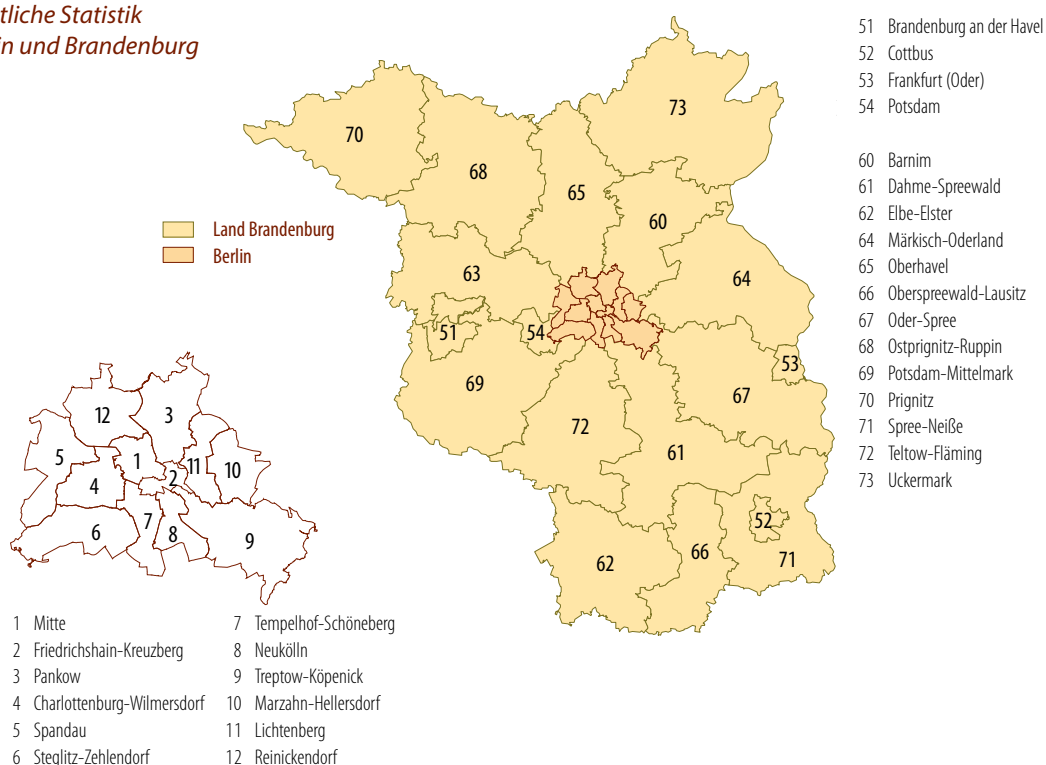 tliche Statistik
in und Brandenburg
Land Brandenburg
Berlin
70
73
68
65
60
63
64
51
54
53
69
67
72
61
52
66
62
71
12
3
5
1
11
10
4
2
7
6
8
9
1 Mitte
2 Friedrichshain-Kreuzberg
3 Pankow
4 Charlottenburg-Wilmersdorf
5 Spandau
6 Steglitz-Zehlendorf
7 Tempelhof-Schöneberg
8 Neukölln
9 Treptow-Köpenick
10 Marzahn-Hellersdorf
11 Lichtenberg
12 Reinickendorf
51 Brandenburg an der Havel
52 Cottbus
53 Frankfurt (Oder)
54 Potsdam
60 Barnim
61 Dahme-Spreewald
62 Elbe-Elster
64 Märkisch-Oderland
65 Oberhavel
66 Oberspreewald-Lausitz
67 Oder-Spree
68 Ostprignitz-Ruppin
69 Potsdam-Mittelmark
70 Prignitz
71 Spree-Neiße
72 Teltow-Fläming
73 Uckermark